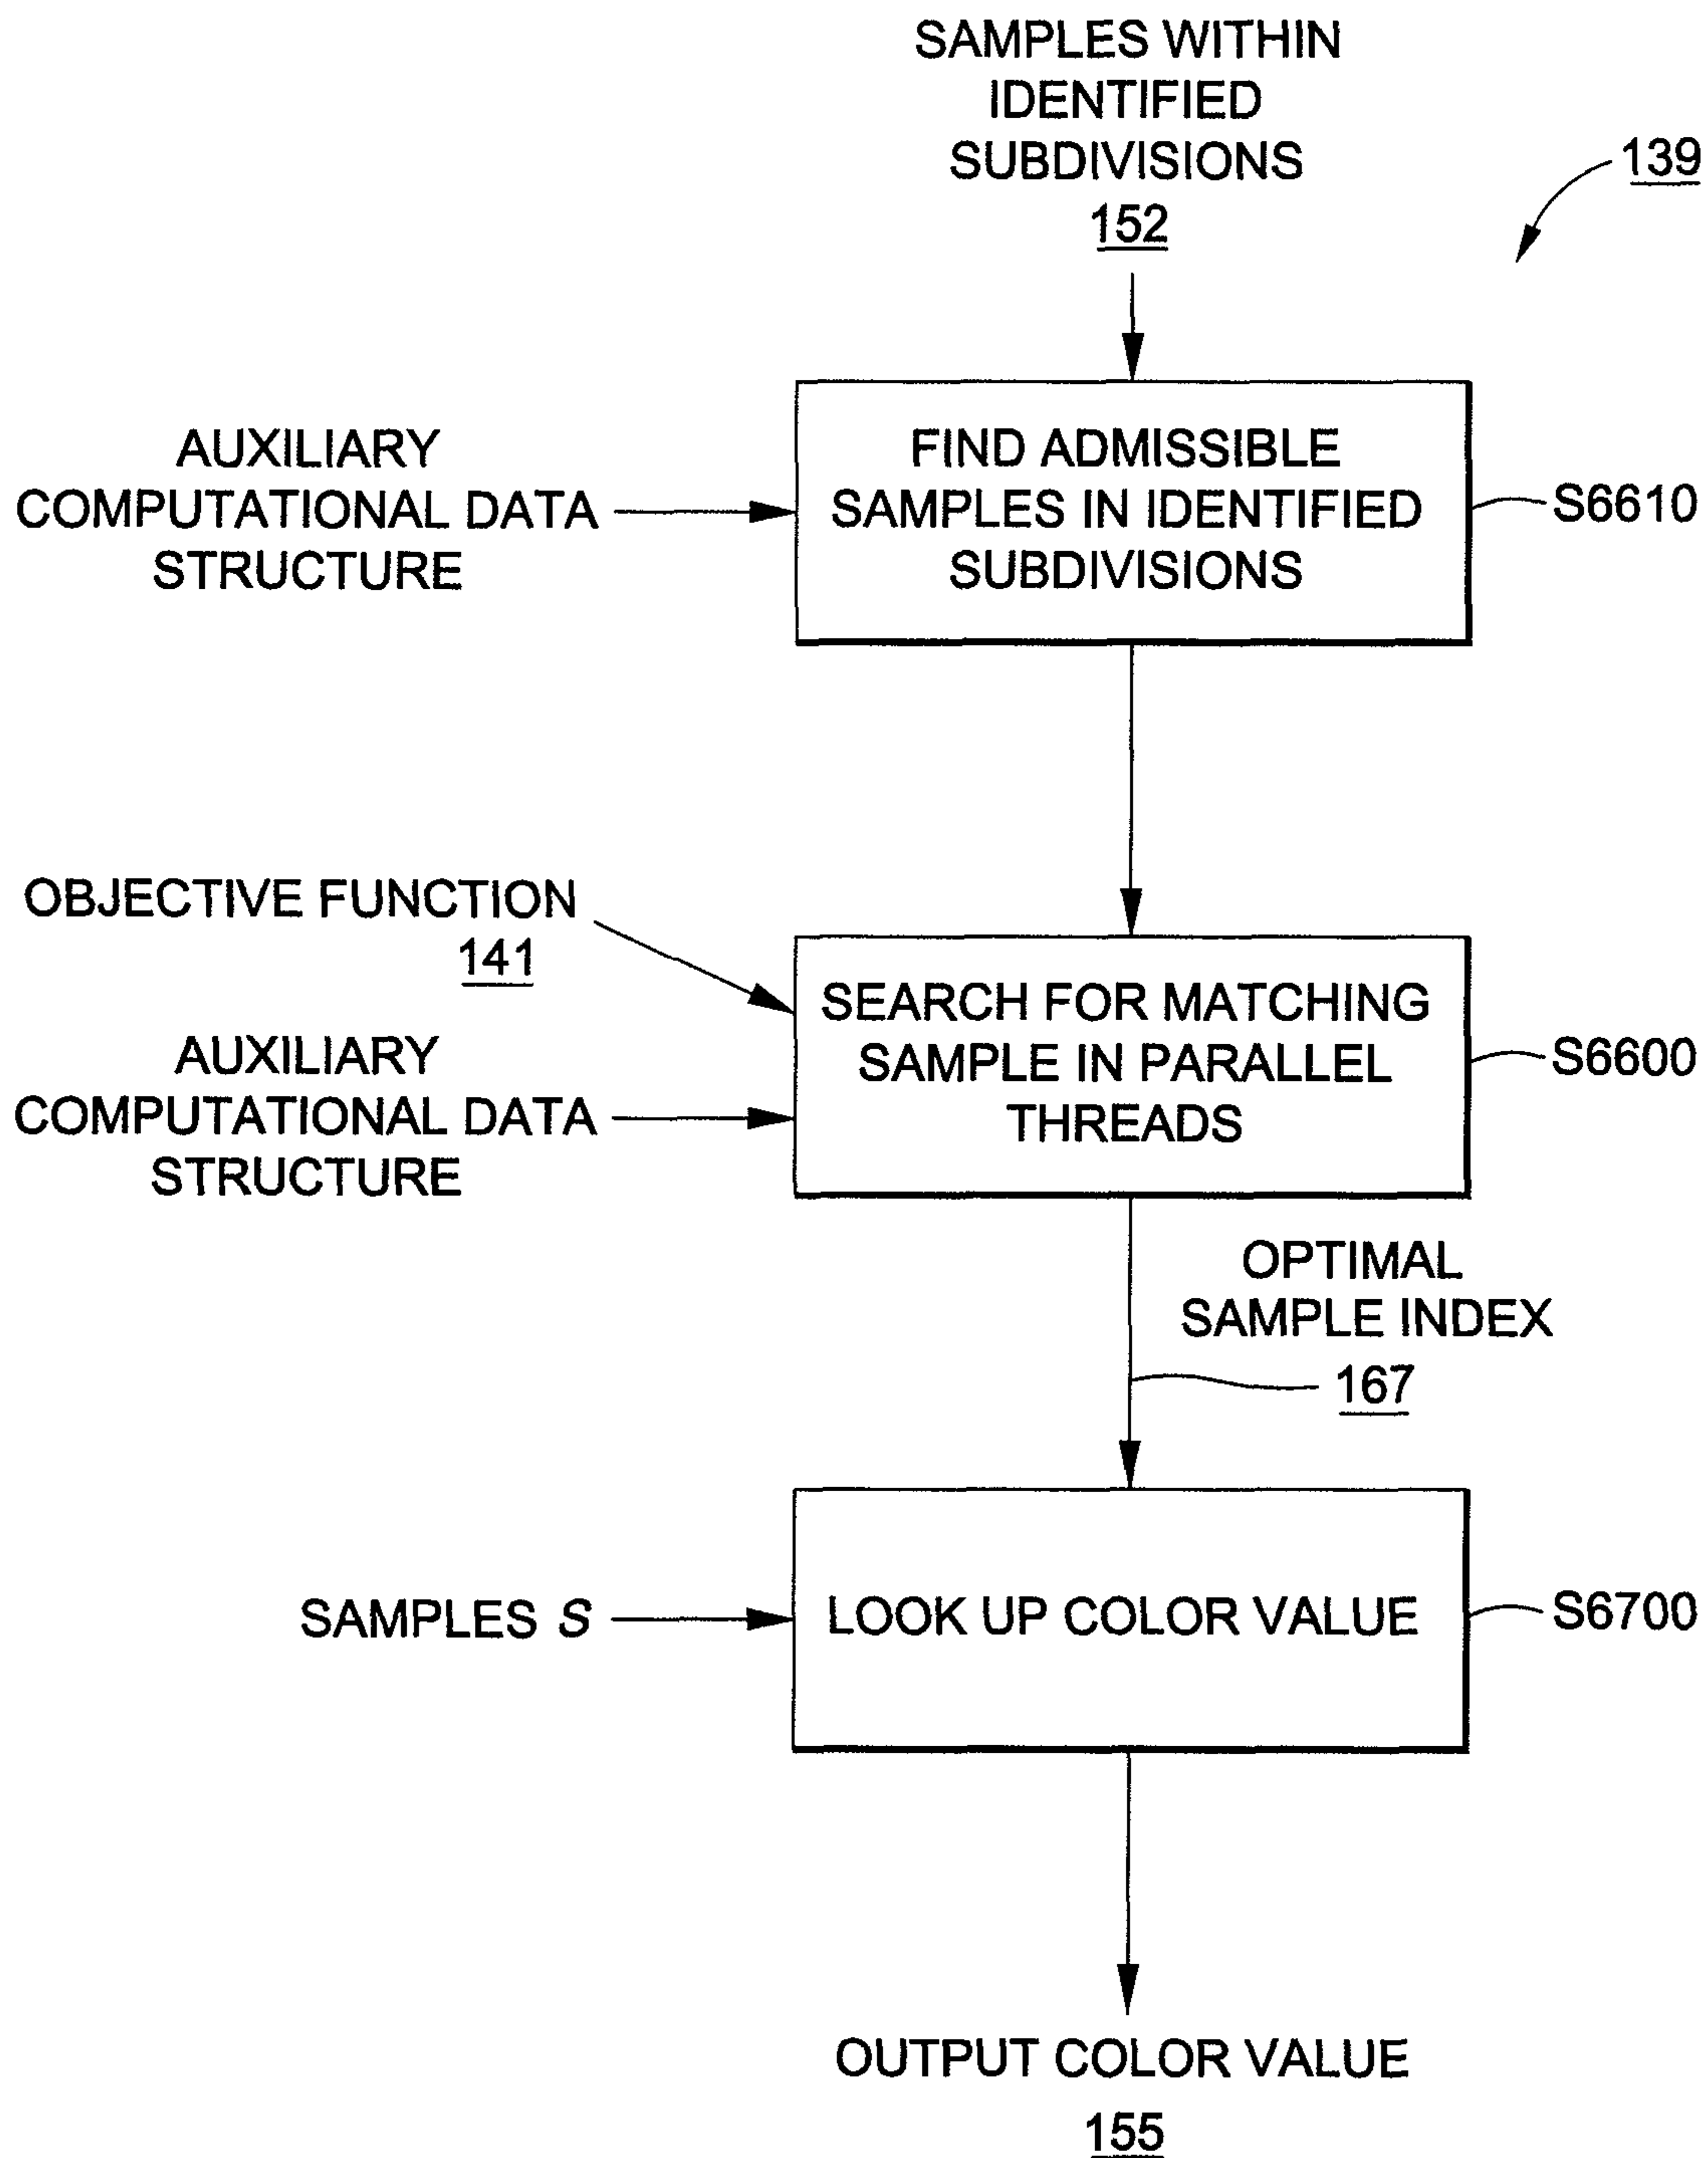 SAMPLES WITHIN
IDENTIFIED
SUBDIVISIONS
152
139
AUXILIARY
COMPUTATIONAL DATA
STRUCTURE
FIND ADMISSIBLE
SAMPLES IN IDENTIFIED
SUBDIVISIONS
S6610
OBJECTIVE FUNCTION
141
AUXILIARY
COMPUTATIONAL DATA
STRUCTURE
SEARCH FOR MATCHING
SAMPLE IN PARALLEL
THREADS
S6600
OPTIMAL
SAMPLE INDEX
167
SAMPLES S
LOOK UP COLOR VALUE
S6700
OUTPUT COLOR VALUE
155